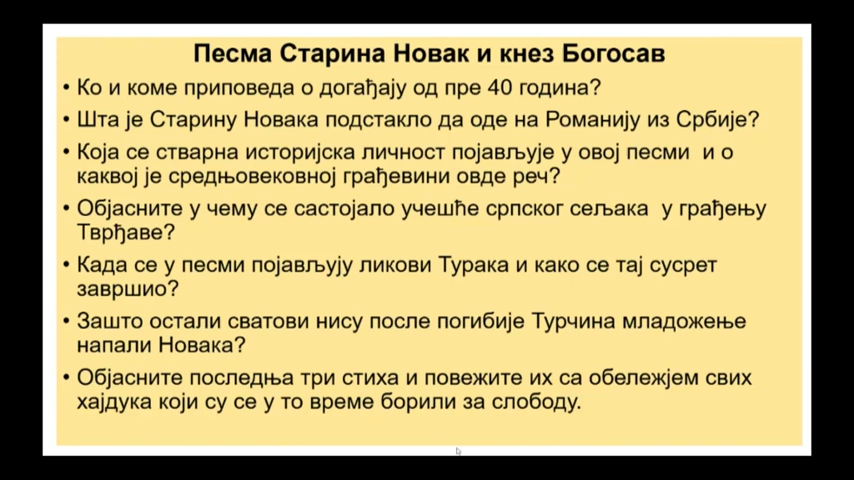 Песма Старина Новак и кнез Богосав
• Ко и коме приповеда о догађају од пре 40 година?
• Шта је Старину Новака подстакло да оде на Романију из Србије?
• Која се стварна историјска личност појављује у овој песми и о
каквој је средњовековној грађевини овде реч?
• Објасните у чему се састојало учешће српског сељака у грађењу
Тврђаве?
• Када се у песми појављују ликови Турака и како се тај сусрет
завршио?
• Зашто остали сватови нису после погибије Турчина младожење
напали Новака?
• Објасните последња три стиха и повежите их са обележјем свих
хајдука који су се у то време борили за слободу.